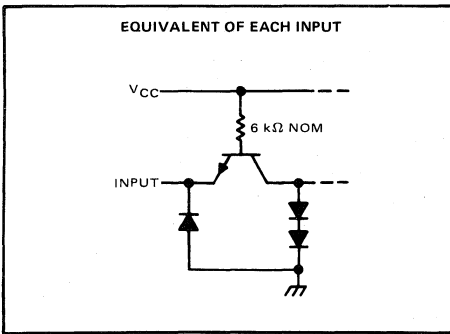 EQUIVALENT OF EACH INPUT
VCC
6 kΩ NOM
INPUT